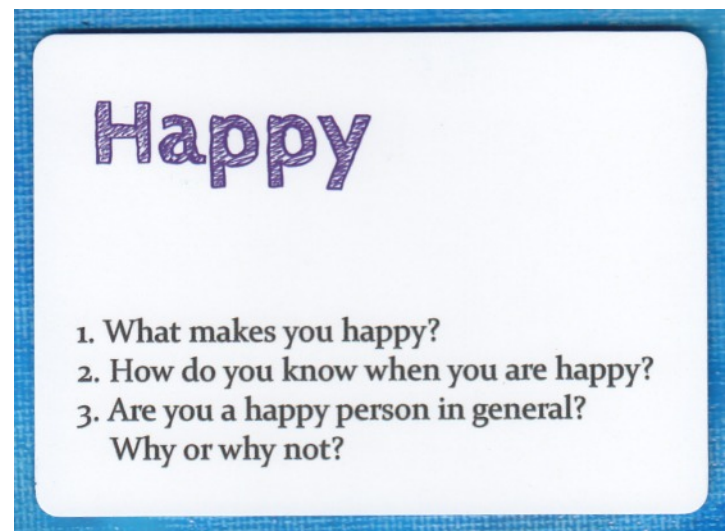 Happy
1. What makes you happy?
2. How do you know when you are happy?
3. Are you a happy person in general?
Why or why not?